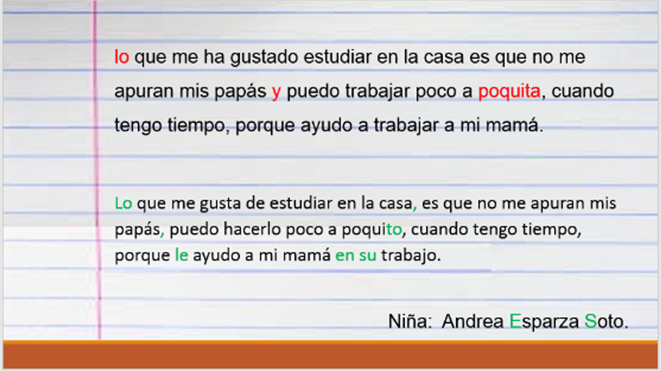 lo que me ha gustado estudiar en la casa es que no me
apuran mis papás y puedo trabajar poco a poquita, cuando
tengo tiempo, porque ayudo a trabajar a mi mamá.
Lo que me gusta de estudiar en la casa, es que no me apuran mis
papás, puedo hacerlo poco a poquito, cuando tengo tiempo,
porque le ayudo a mi mamá en su trabajo.
Niña: Andrea Esparza Soto.